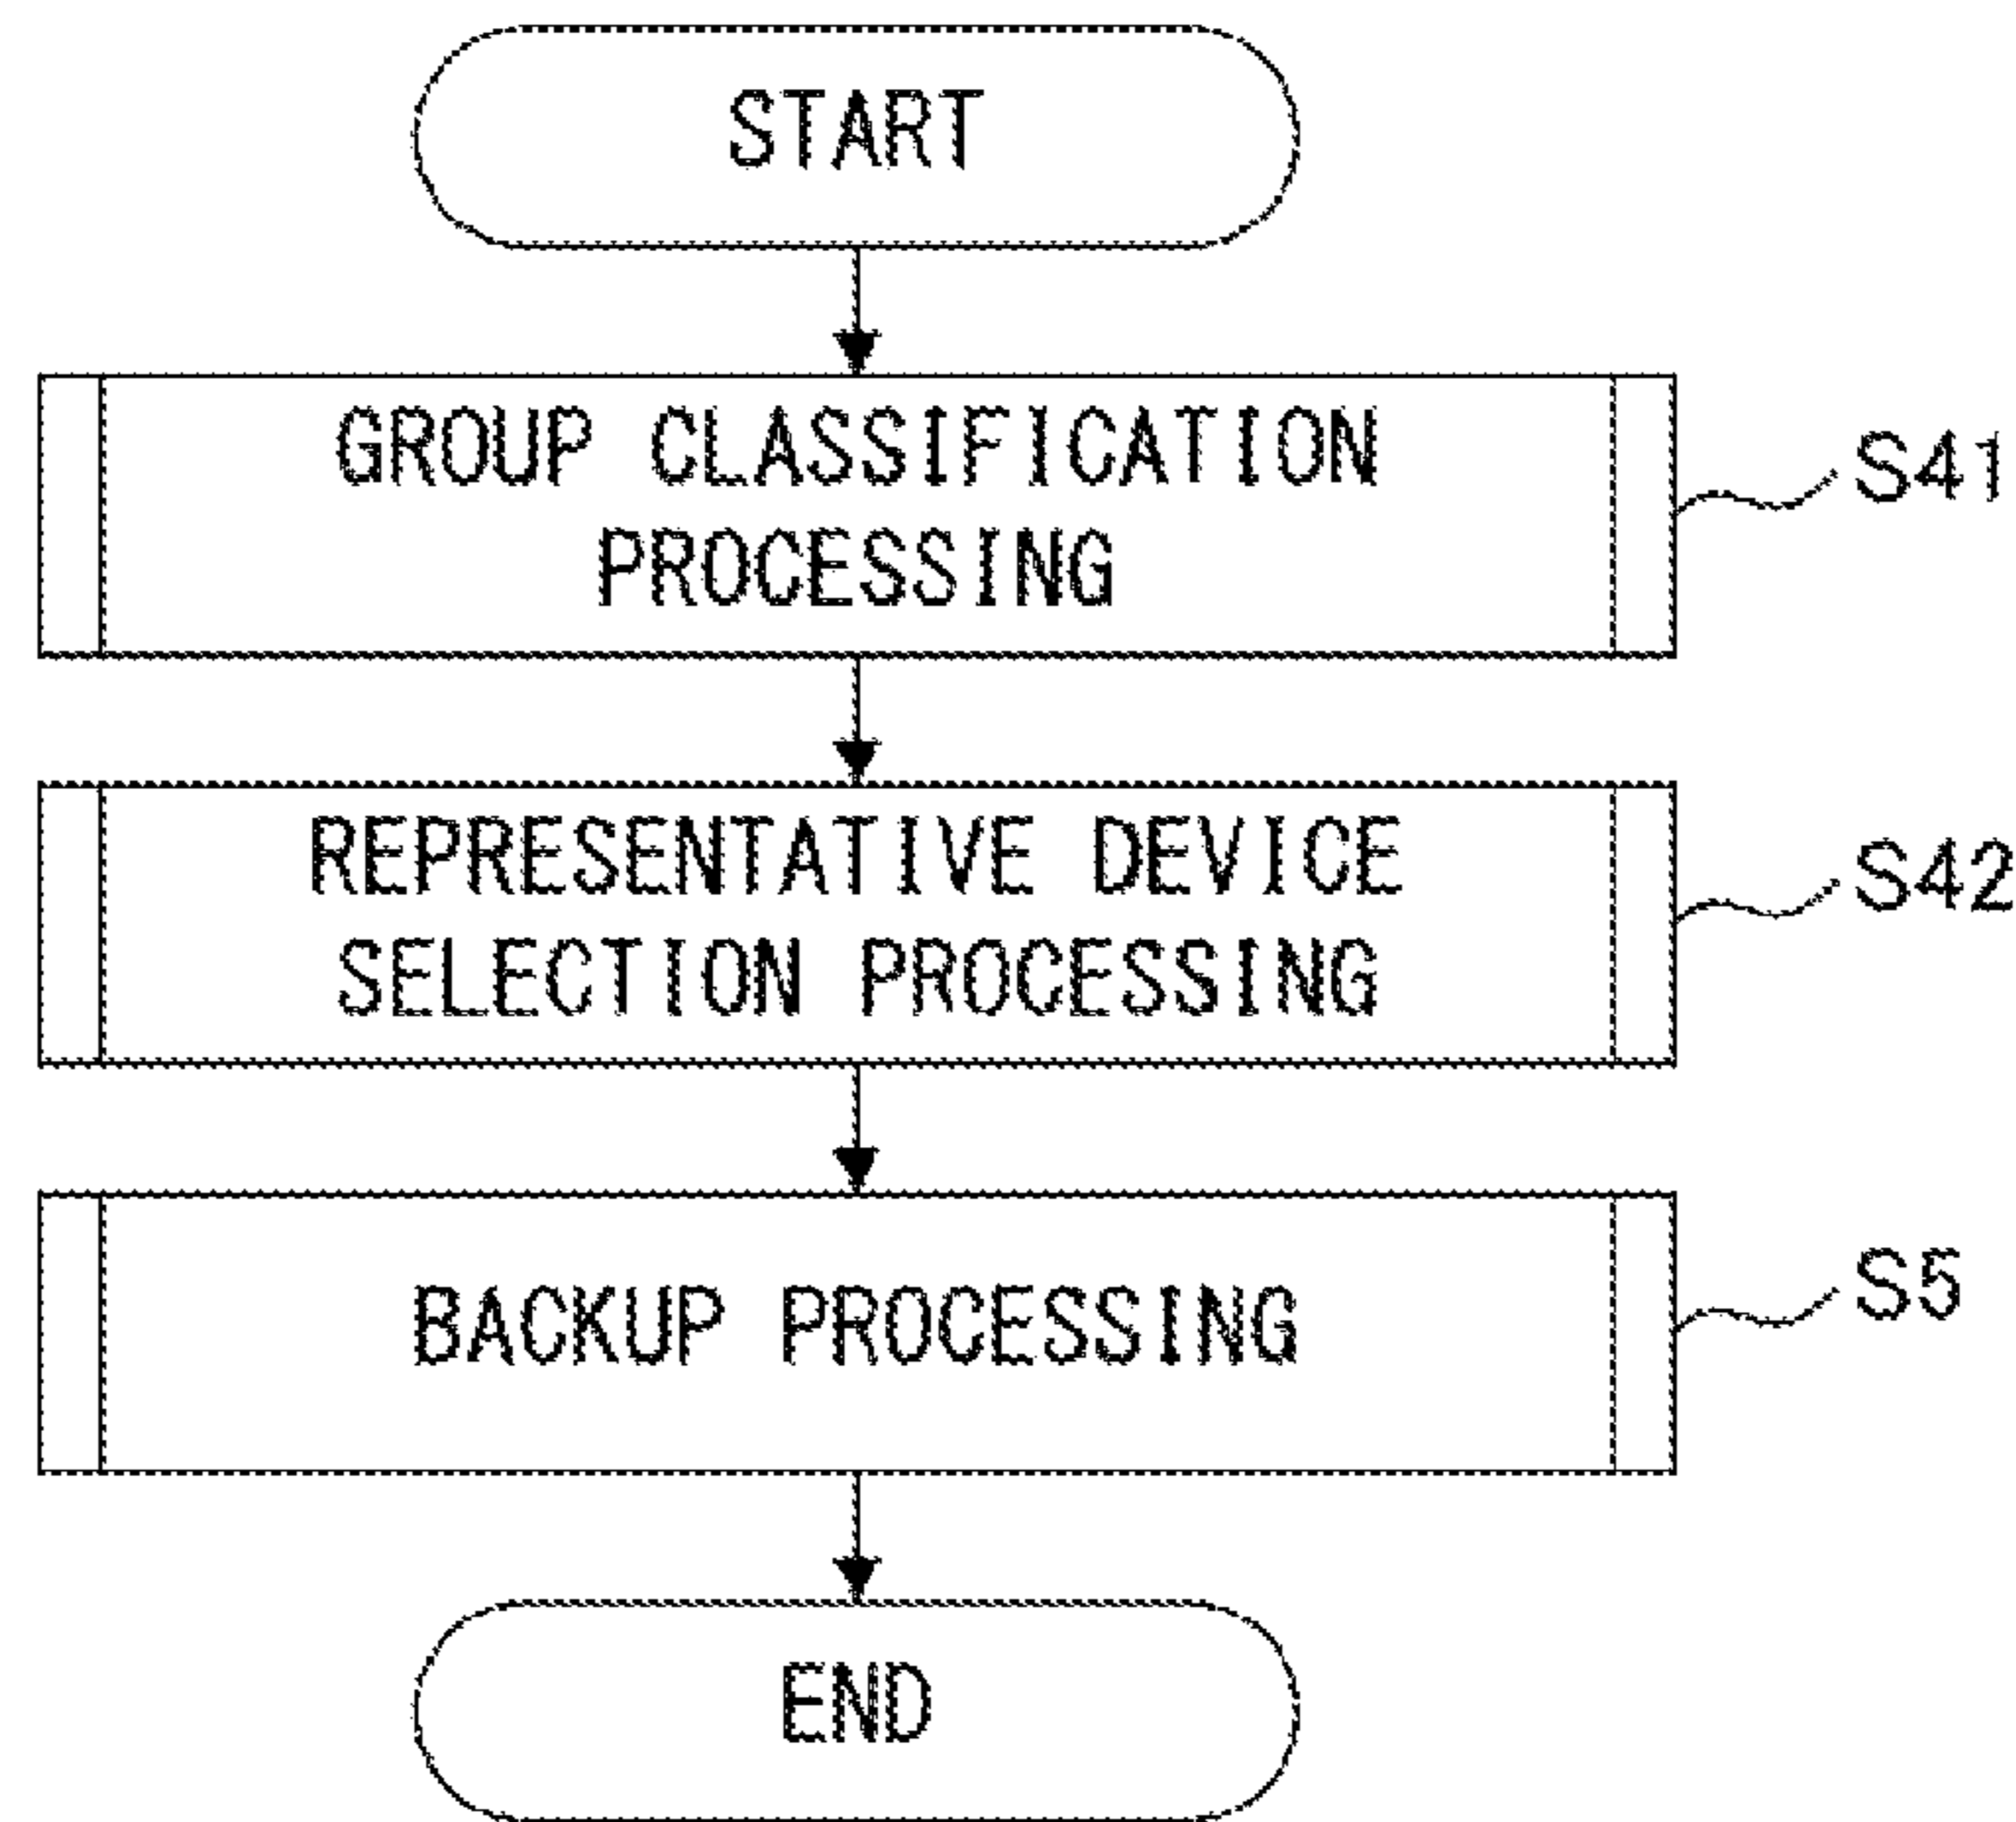 START
GROUP CLASSIFICATION
PROCESSING
S41
REPRESENTATIVE DEVICE
SELECTION PROCESSING
S42
BACKUP PROCESSING
S5
END